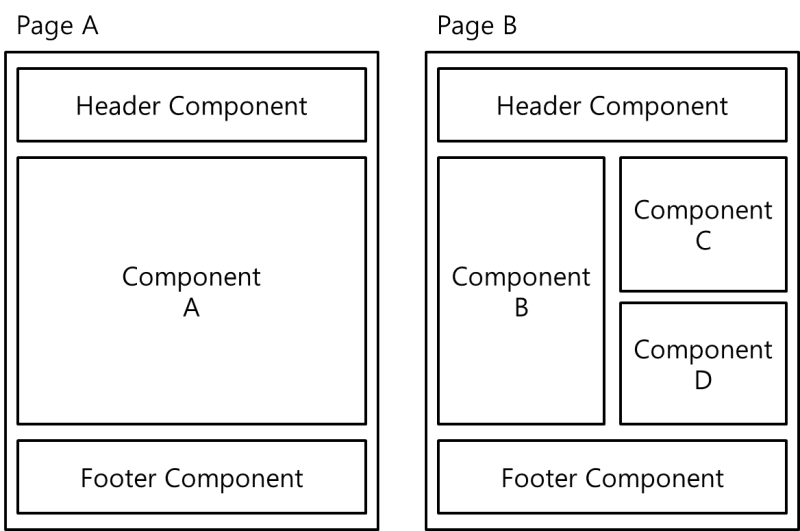 Page A
Header Component
Component
A
Footer Component
Page B
Header Component
Component
B
Component
C
Component
D
Footer Component